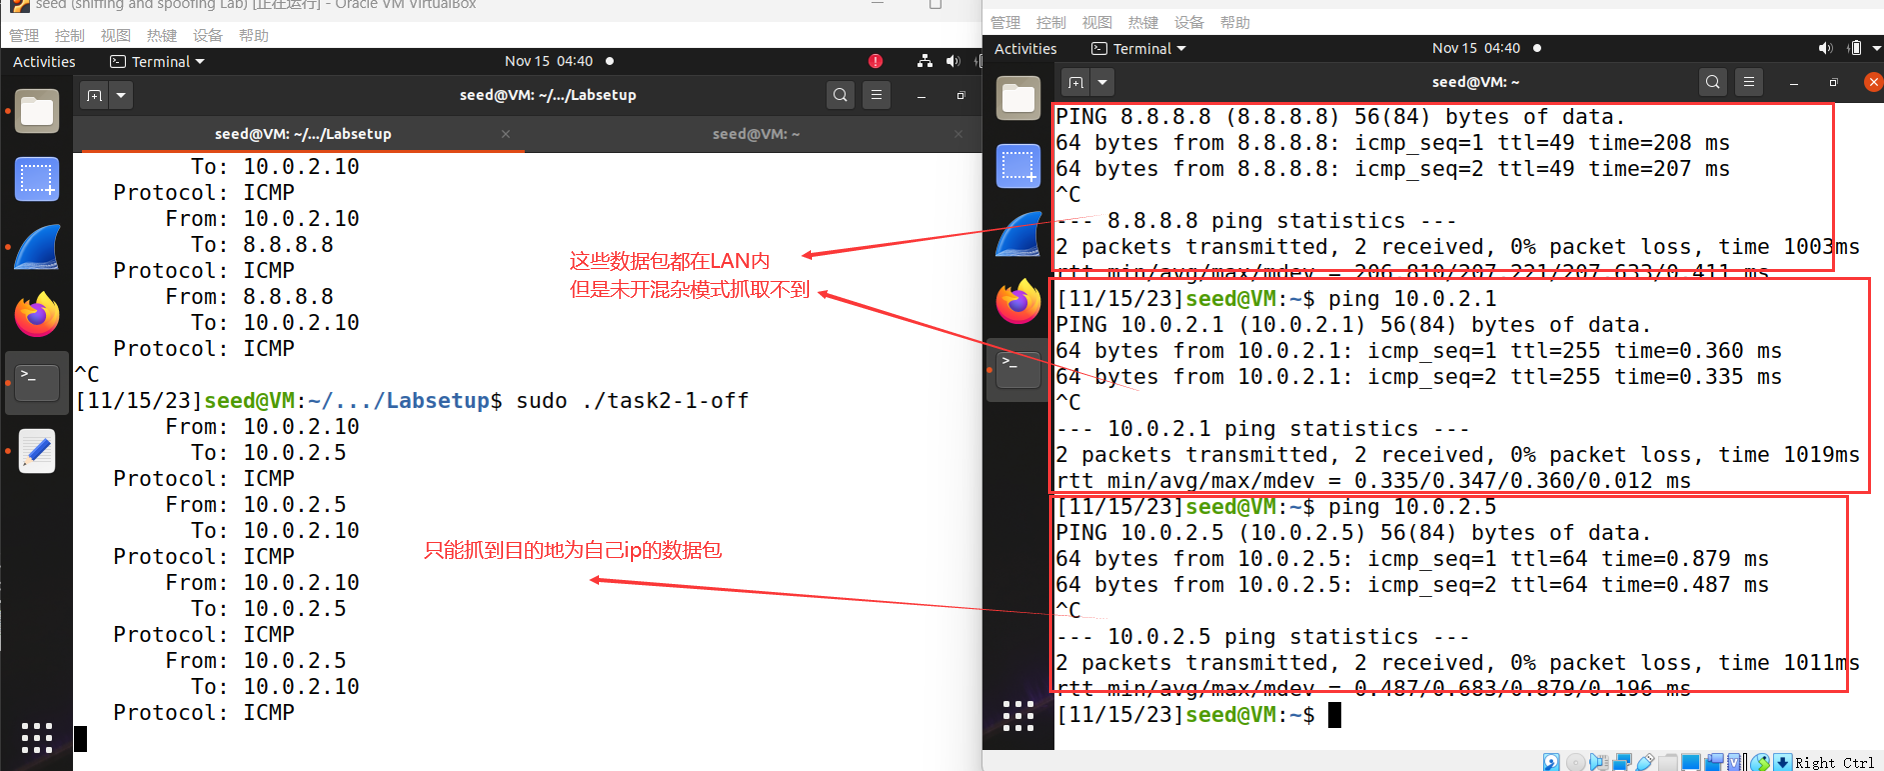 seed (sniffing and spoofing Lab) [正在运行] - Oracle VM VirtualBox
管理 控制 视图 热键 设备 帮助
Activities Terminal Nov 15 04:40
seed@VM: ~/.../Labsetup
seed@VM: ~/.../Labsetup × seed@VM: ~ ×
To: 10.0.2.10
Protocol: ICMP
From: 10.0.2.10
To: 8.8.8.8
Protocol: ICMP
From: 8.8.8.8
To: 10.0.2.10
Protocol: ICMP
^C
[11/15/23]seed@VM:~/.../Labsetup$ sudo ./task2-1-off
From: 10.0.2.10
To: 10.0.2.5
Protocol: ICMP
From: 10.0.2.5
To: 10.0.2.10
Protocol: ICMP
From: 10.0.2.10
To: 10.0.2.5
Protocol: ICMP
From: 10.0.2.5
To: 10.0.2.10
Protocol: ICMP
这些数据包都在LAN内
但是未开混杂模式抓取不到
只能抓到目的地为自己ip的数据包
管理 控制 视图 热键 设备 帮助
Activities Terminal Nov 15 04:40
seed@VM: ~
PING 8.8.8.8 (8.8.8.8) 56(84) bytes of data.
64 bytes from 8.8.8.8: icmp_seq=1 ttl=49 time=208 ms
64 bytes from 8.8.8.8: icmp_seq=2 ttl=49 time=207 ms
^C
--- 8.8.8.8 ping statistics ---
2 packets transmitted, 2 received, 0% packet loss, time 1003ms
rtt min/avg/max/mdev = 206.810/207.221/207.633/0.411 ms
[11/15/23]seed@VM:~$ ping 10.0.2.1
PING 10.0.2.1 (10.0.2.1) 56(84) bytes of data.
64 bytes from 10.0.2.1: icmp_seq=1 ttl=255 time=0.360 ms
64 bytes from 10.0.2.1: icmp_seq=2 ttl=255 time=0.335 ms
^C
--- 10.0.2.1 ping statistics ---
2 packets transmitted, 2 received, 0% packet loss, time 1019ms
rtt min/avg/max/mdev = 0.335/0.347/0.360/0.012 ms
[11/15/23]seed@VM:~$ ping 10.0.2.5
PING 10.0.2.5 (10.0.2.5) 56(84) bytes of data.
64 bytes from 10.0.2.5: icmp_seq=1 ttl=64 time=0.879 ms
64 bytes from 10.0.2.5: icmp_seq=2 ttl=64 time=0.487 ms
^C
--- 10.0.2.5 ping statistics ---
2 packets transmitted, 2 received, 0% packet loss, time 1011ms
rtt min/avg/max/mdev = 0.487/0.683/0.879/0.196 ms
[11/15/23]seed@VM:~$
Right Ctrl